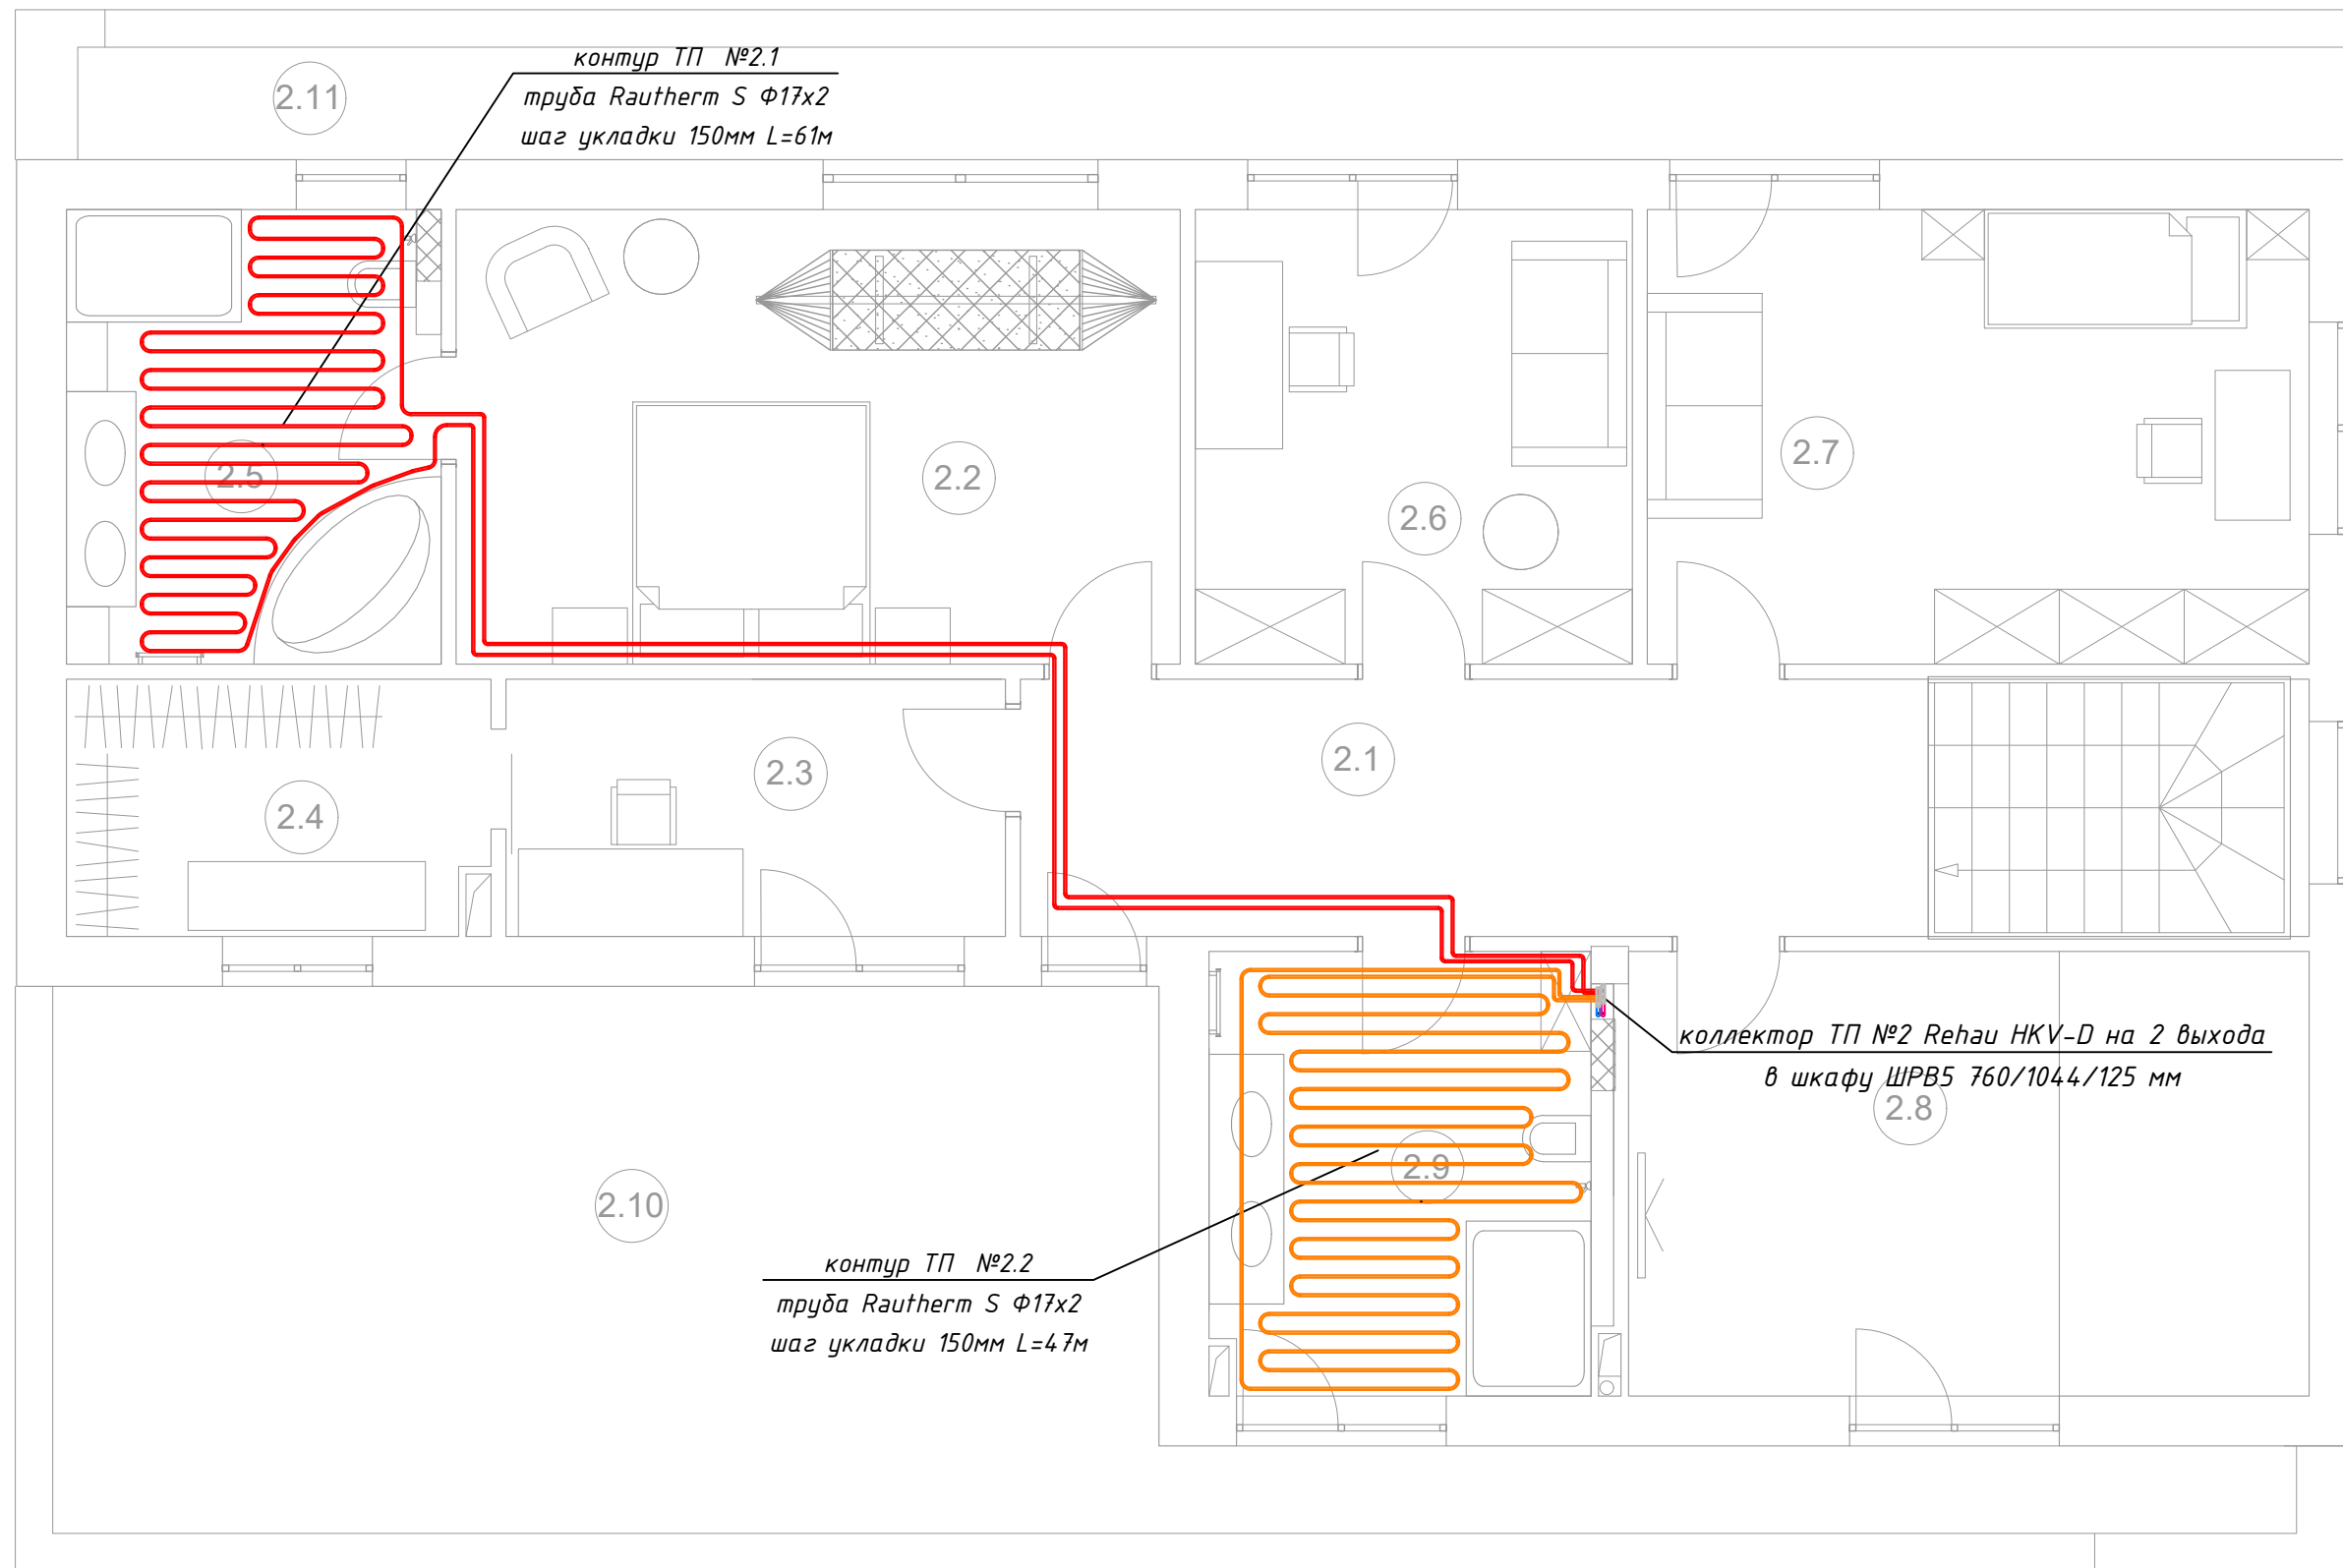 контур ТП №2.1
труба Rautherm S Ф17х2
шаг укладки 150мм L=61м
2.11
2.5
2.2
2.6
2.7
2.4
2.3
2.1
коллектор ТП №2 Rehau HKV-D на 2 выхода
в шкафу ШРВ5 760/1044/125 мм
2.8
2.9
2.10
контур ТП №2.2
труба Rautherm S Ф17х2
шаг укладки 150мм L=47м